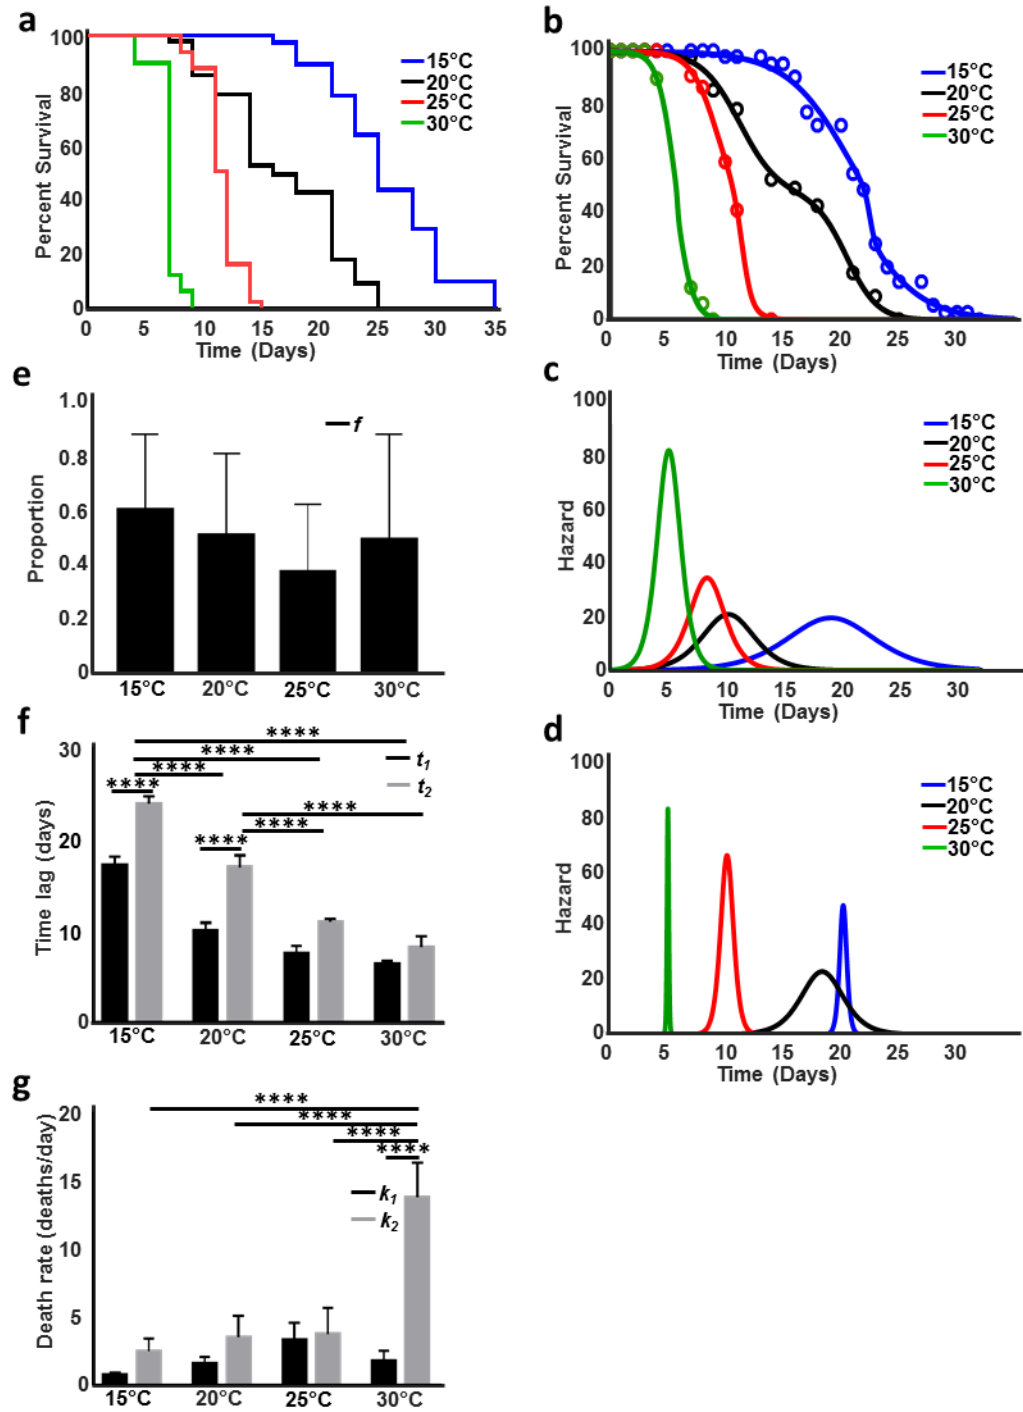 a
100
80
60
40
20
0
Percent Survival
0 5 10 15 20 25 30 35
Time (Days)
15°C
20°C
25°C
30°C
b
100
80
60
40
20
0
Percent Survival
0 5 10 15 20 25 30
Time (Days)
15°C
20°C
25°C
30°C
e
1.0
0.8
0.6
0.4
0.2
0
Proportion
f
15°C 20°C 25°C 30°C
c
100
80
60
40
20
0
Hazard
0 5 10 15 20 25 30
Time (Days)
15°C
20°C
25°C
30°C
f
30
20
10
0
Time lag (days)
****
****
****
****
****
****
****
t1
t2
15°C 20°C 25°C 30°C
d
100
80
60
40
20
0
Hazard
0 5 10 15 20 25 30
Time (Days)
15°C
20°C
25°C
30°C
g
20
15
10
5
0
Death rate (deaths/day)
****
****
****
****
k1
k2
15°C 20°C 25°C 30°C